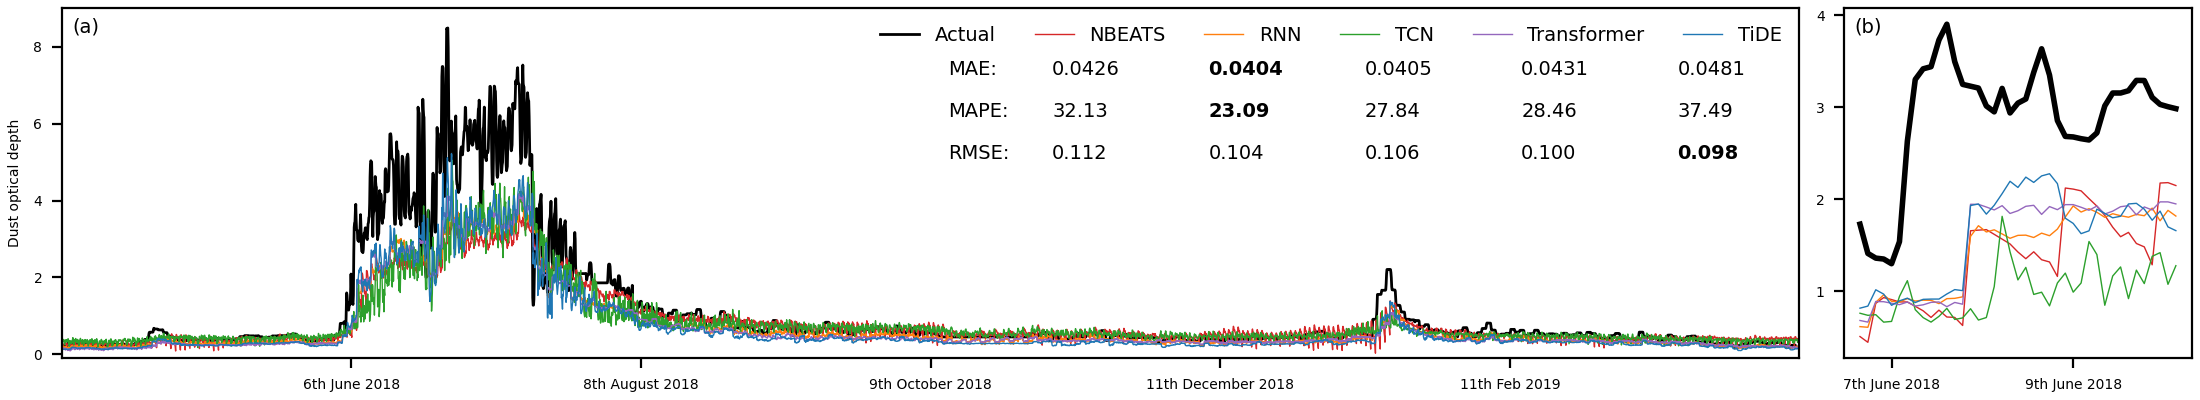 (a)
Actual NBEATS RNN TCN Transformer TiDE
MAE: 0.0426 0.0404 0.0405 0.0431 0.0481
MAPE: 32.13 23.09 27.84 28.46 37.49
RMSE: 0.112 0.104 0.106 0.100 0.098
Dust optical depth
8
6
4
2
0
6th June 2018 8th August 2018 9th October 2018 11th December 2018 11th Feb 2019
(b)
4
3
2
1
7th June 2018 9th June 2018